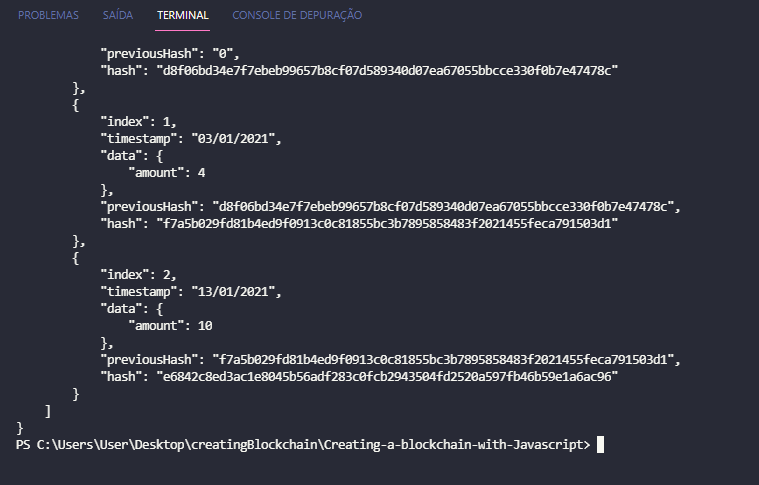 PROBLEMAS SAÍDA TERMINAL CONSOLE DE DEPURAÇÃO
"previousHash": "0",
"hash": "d8f06bd34e7f7ebeb99657b8cf07d589340d07ea67055bbcce330f0b7e47478c"
},
{
"index": 1,
"timestamp": "03/01/2021",
"data": {
"amount": 4
},
"previousHash": "d8f06bd34e7f7ebeb99657b8cf07d589340d07ea67055bbcce330f0b7e47478c",
"hash": "f7a5b029fd81b4ed9f0913c0c81855bc3b7895858483f2021455feca791503d1"
},
{
"index": 2,
"timestamp": "13/01/2021",
"data": {
"amount": 10
},
"previousHash": "f7a5b029fd81b4ed9f0913c0c81855bc3b7895858483f2021455feca791503d1",
"hash": "e6842c8ed3ac1e8045b56adf283c0fcb2943504fd2520a597fb46b59e1a6ac96"
}
]
}
PS C:\Users\User\Desktop\creatingBlockchain\Creating-a-blockchain-with-Javascript>